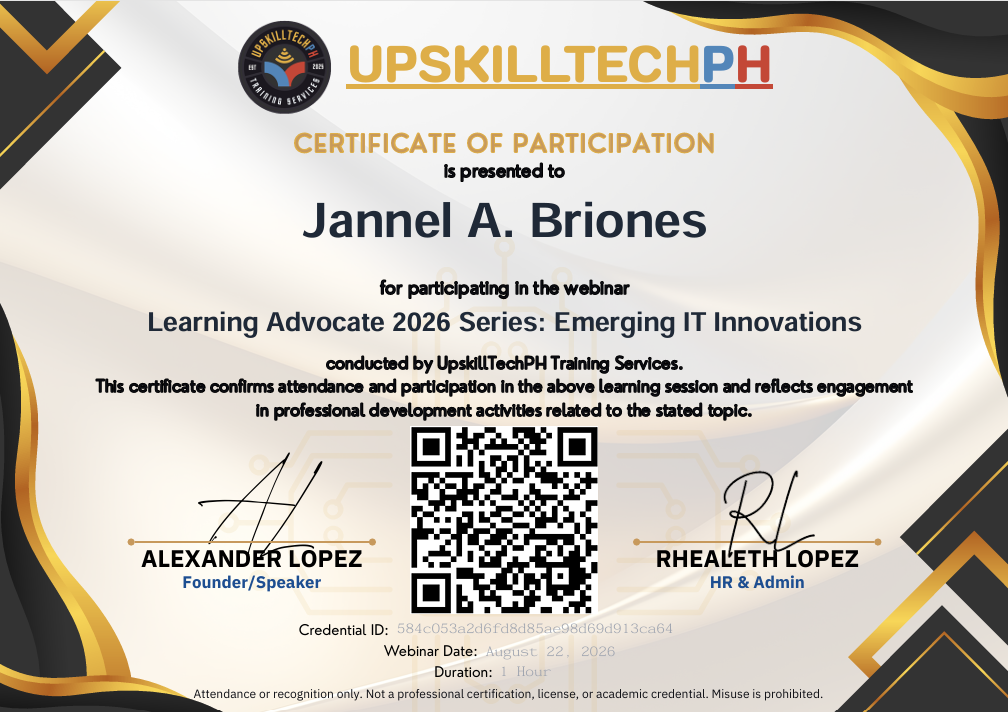 UPSKILLTECHPH
EST 2025
TRAINING SERVICES
UPSKILLTECHPH
CERTIFICATE OF PARTICIPATION
is presented to
Jannel A. Briones
for participating in the webinar
Learning Advocate 2026 Series: Emerging IT Innovations
conducted by UpskillTechPH Training Services.
This certificate confirms attendance and participation in the above learning session and reflects engagement
in professional development activities related to the stated topic.
ALEXANDER LOPEZ
Founder/Speaker
RHEALETH LOPEZ
HR & Admin
Credential ID: 584c053a2d6fd8d85ae98d69d913ca64
Webinar Date: August 22, 2026
Duration: 1 Hour
Attendance or recognition only. Not a professional certification, license, or academic credential. Misuse is prohibited.